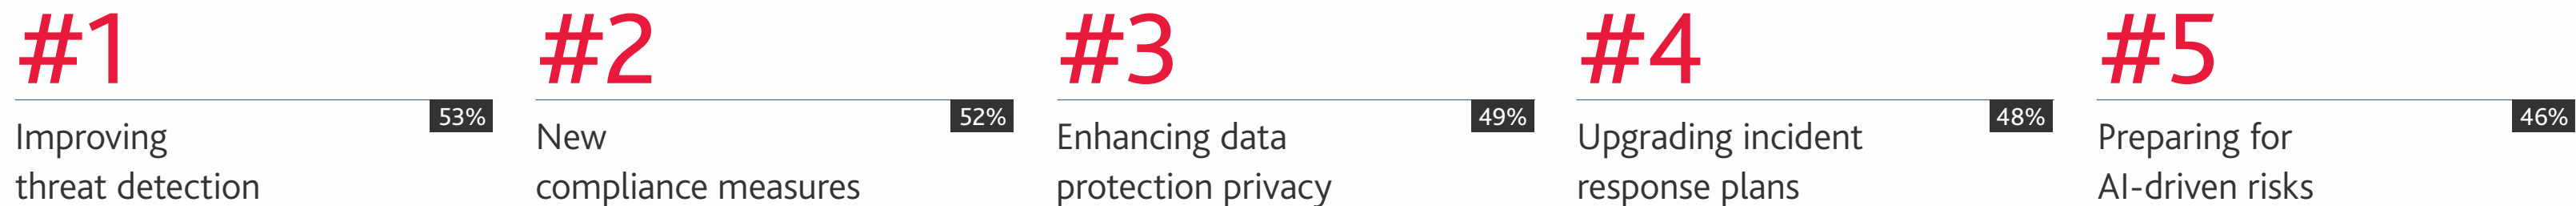 #1
53%
Improving
threat detection
#2
52%
New
compliance measures
#3
49%
Enhancing data
protection privacy
#4
48%
Upgrading incident
response plans
#5
46%
Preparing for
AI-driven risks